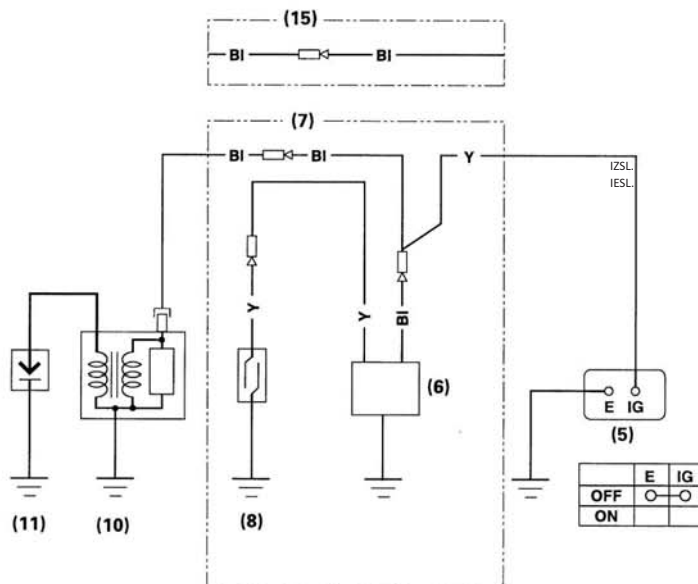 (15)
Bl Bl
(7)
Bl Bl Y
IZSL.
IESL.
Y Y Bl
(6)
E IG
(5)
E IG
OFF
ON
(11) (10) (8)